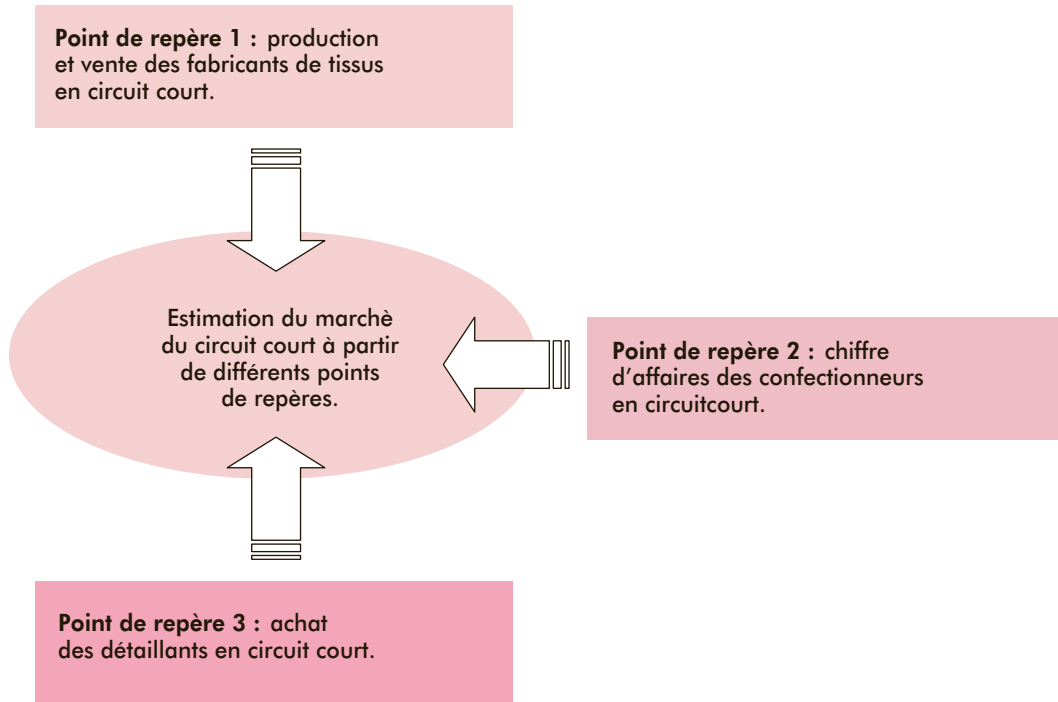 Point de repère 1 : production
et vente des fabricants de tissus
en circuit court.
Estimation du marchè
du circuit court à partir
de différents points
de repères.
Point de repère 2 : chiffre
d’affaires des confectionneurs
en circuitcourt.
Point de repère 3 : achat
des détaillants en circuit court.